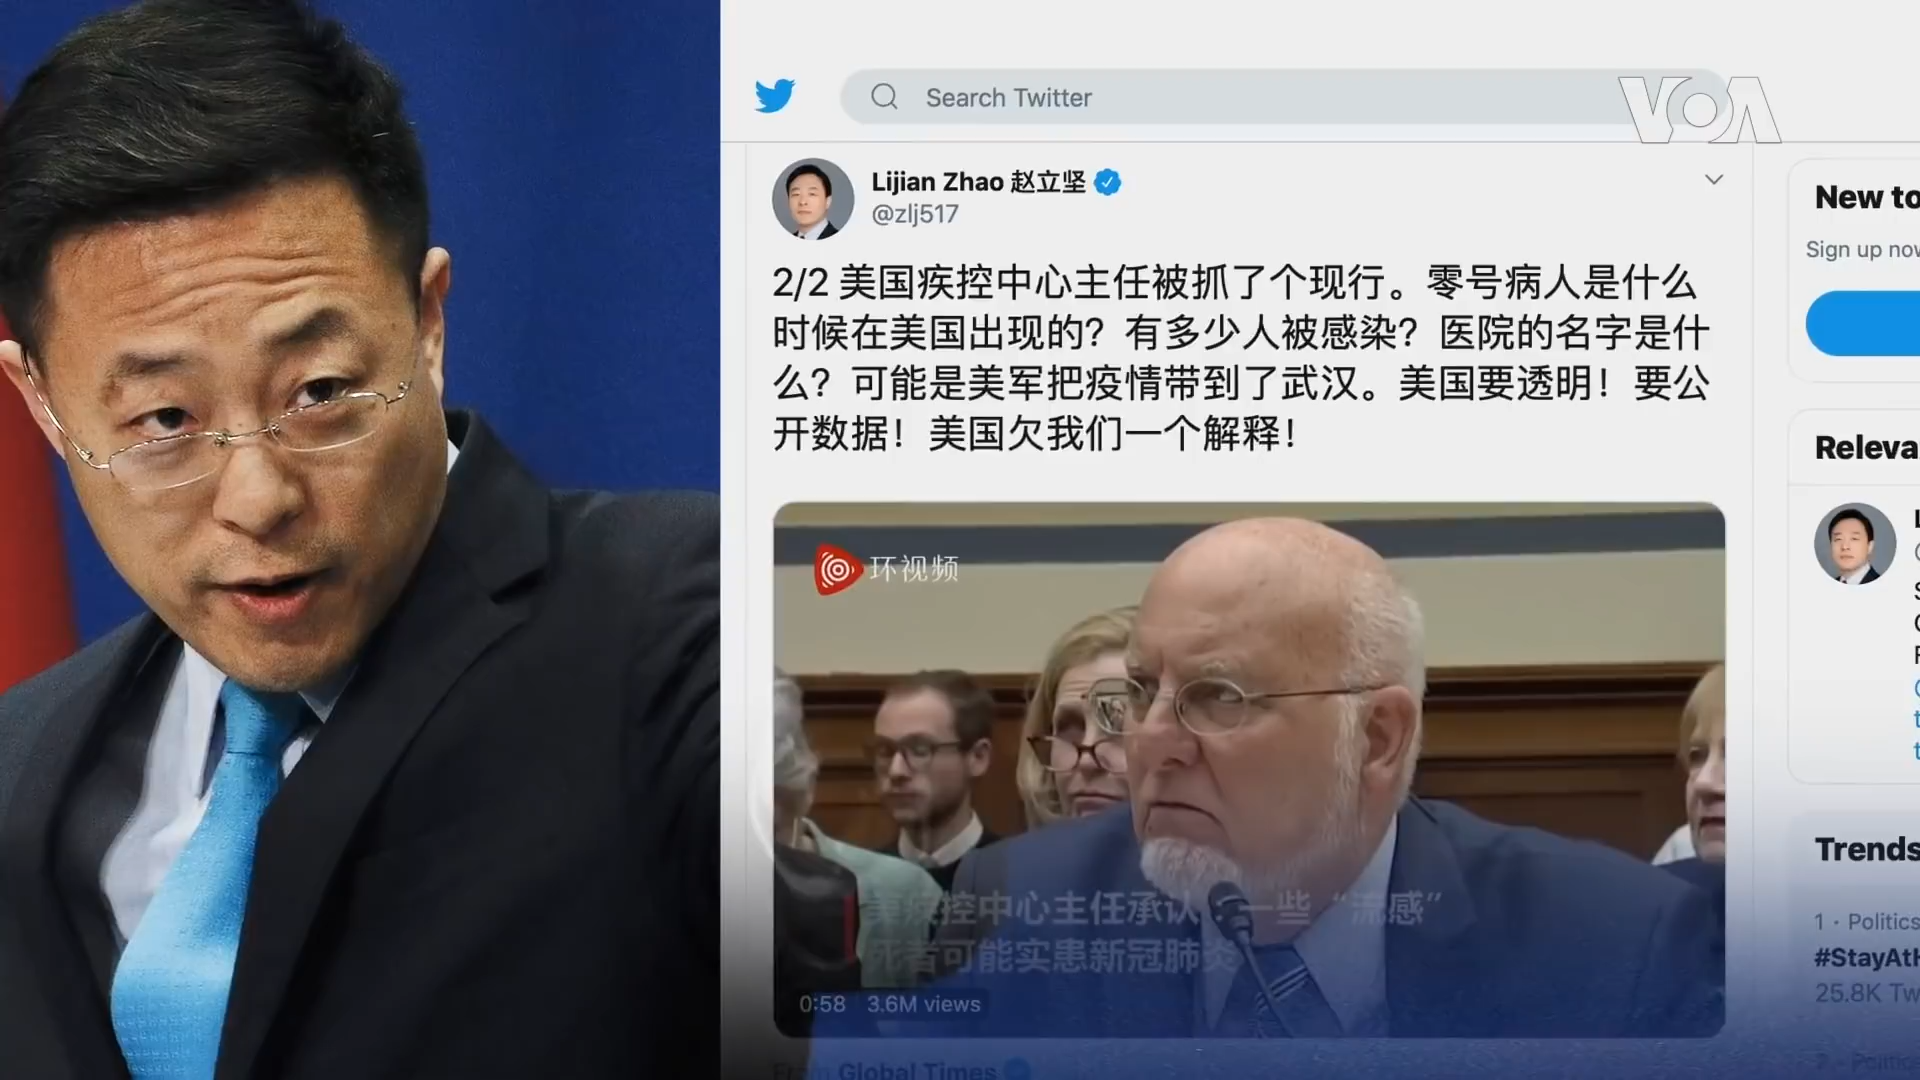 VOA
Search Twitter
Lijian Zhao 赵立坚
@zlj517
2/2 美国疾控中心主任被抓了个现行。零号病人是什么
时候在美国出现的？有多少人被感染？医院的名字是什
么？可能是美军把疫情带到了武汉。美国要透明！要公
开数据！美国欠我们一个解释！
环视频
美疾控中心主任承认：一些“流感”
死者可能实患新冠肺炎
0:58 3.6M views
From Global Times
New to
Sign up now
Releva
Trends
1 · Politics
#StayAtH
25.8K Tw